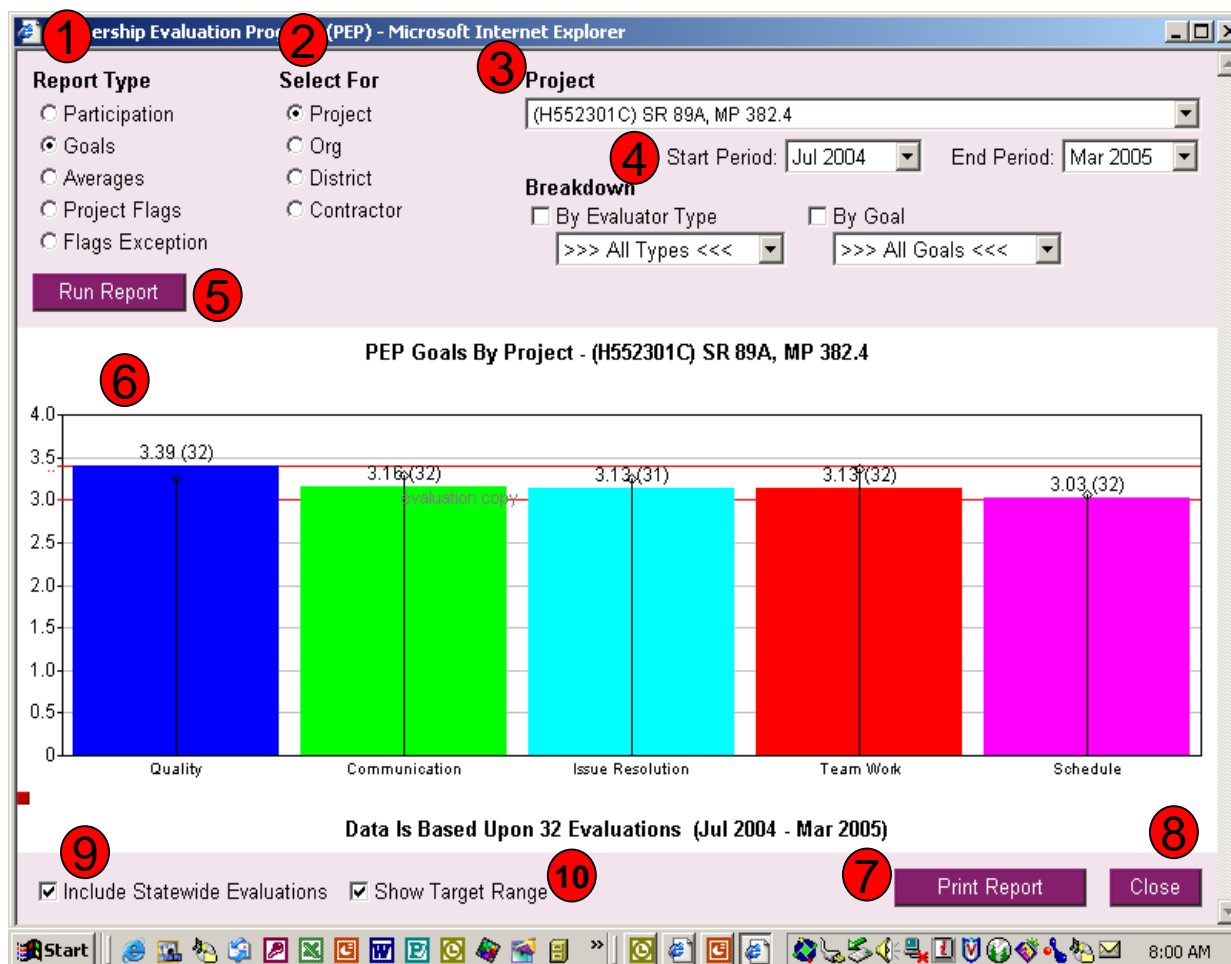 1 ership Evaluation Pro 2 (PEP) - Microsoft Internet Explorer
Report Type
Participation
Goals
Averages
Project Flags
Flags Exception
Select For
Project
Org
District
Contractor
3 Project
(H552301C) SR 89A, MP 382.4
4 Start Period: Jul 2004 End Period: Mar 2005
Breakdown
By Evaluator Type By Goal
>>> All Types <<< >>> All Goals <<<
Run Report 5
PEP Goals By Project - (H552301C) SR 89A, MP 382.4
6
4.0
3.5
3.0
2.5
2.0
1.5
1.0
0.5
0
3.39 (32)
3.16 (32)
3.13 (31)
3.13 (32)
3.03 (32)
evaluation copy
Quality Communication Issue Resolution Team Work Schedule
Data Is Based Upon 32 Evaluations (Jul 2004 - Mar 2005)
9 10 7 8
Include Statewide Evaluations Show Target Range Print Report Close
Start » 8:00 AM